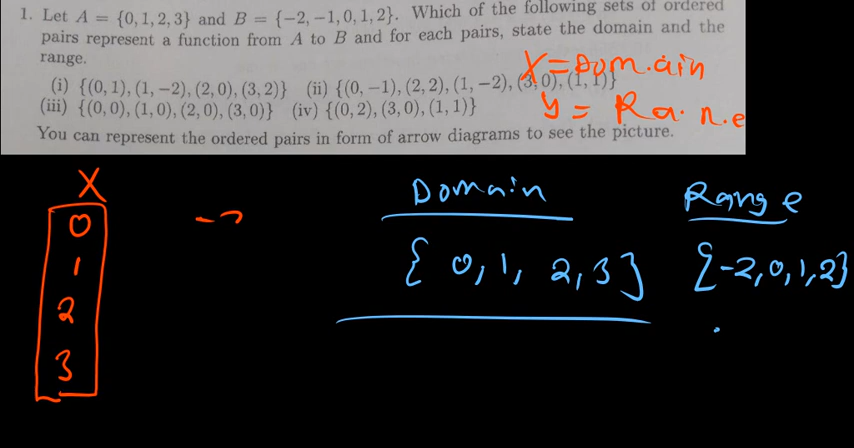 1. Let A = {0, 1, 2, 3} and B = {−2, −1, 0, 1, 2}. Which of the following sets of ordered
pairs represent a function from A to B and for each pairs, state the domain and the
range.
X = Dom.ain
(i) {(0, 1), (1, −2), (2, 0), (3, 2)} (ii) {(0, −1), (2, 2), (1, −2), (3, 0), (1, 1)}
y = Ra. n.e
(iii) {(0, 0), (1, 0), (2, 0), (3, 0)} (iv) {(0, 2), (3, 0), (1, 1)}
You can represent the ordered pairs in form of arrow diagrams to see the picture.
X Domain Range
0 → { 0, 1, 2, 3 } {-2, 0, 1, 2}
1
2
3